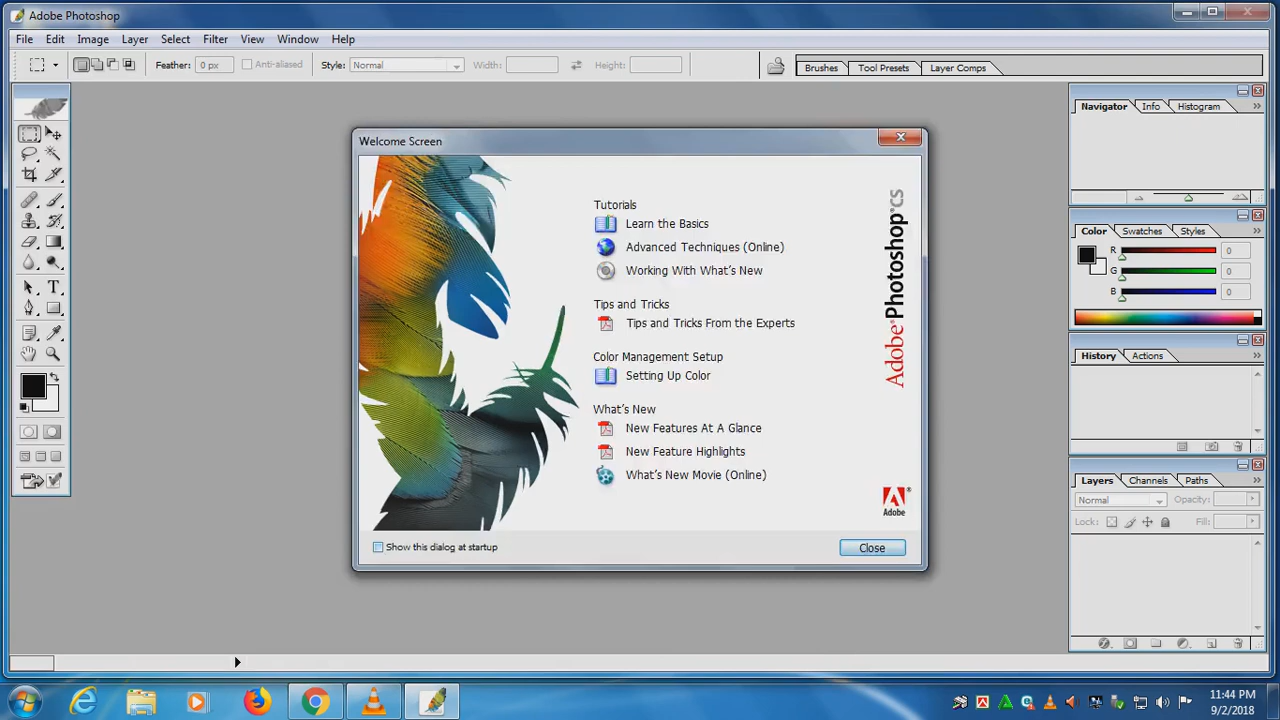 Adobe Photoshop
File Edit Image Layer Select Filter View Window Help
Feather: 0 px Anti-aliased Style: Normal Width: Height: Brushes Tool Presets Layer Comps
Navigator Info Histogram
Welcome Screen
Tutorials
Learn the Basics
Advanced Techniques (Online)
Working With What's New
Tips and Tricks
Tips and Tricks From the Experts
Color Management Setup
Setting Up Color
What's New
New Features At A Glance
New Feature Highlights
What's New Movie (Online)
Adobe® Photoshop® CS
Adobe ®
Show this dialog at startup
Close
Color Swatches Styles
R 0
G 0
B 0
History Actions
Layers Channels Paths
Normal Opacity:
Lock: Fill:
11:44 PM
9/2/2018